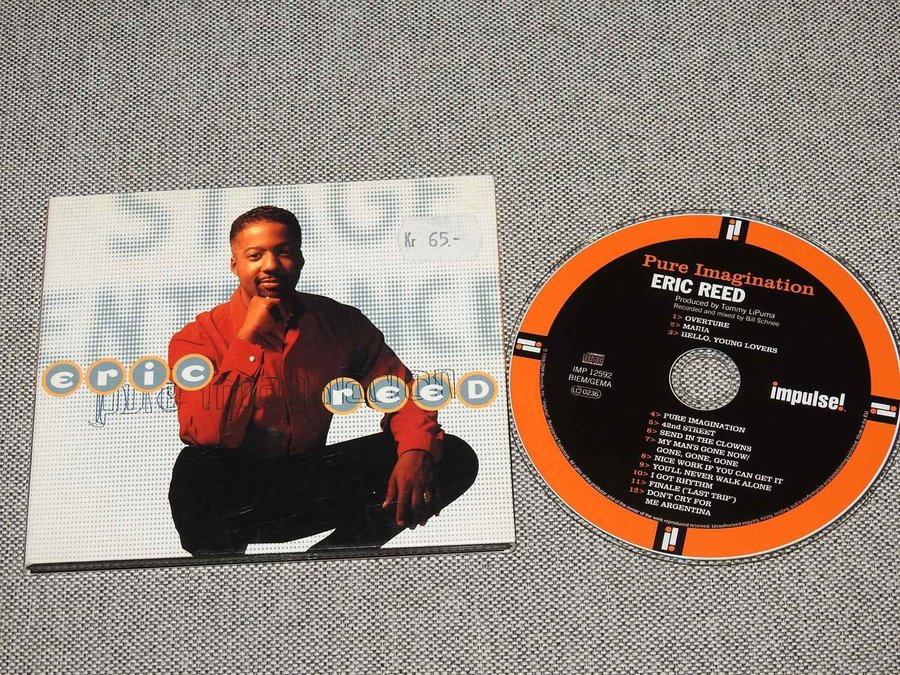 STAGE
Kr 65,-
eric
pure imagination
REED
Pure Imagination
ERIC REED
Produced by Tommy LiPuma
Recorded and mixed by Bill Schnee
1> OVERTURE
2> MARIA
3> HELLO, YOUNG LOVERS
IMP 12592
BIEM/GEMA
LC 0236
impulse!
4> PURE IMAGINATION
5> 42nd STREET
6> SEND IN THE CLOWNS
7> MY MAN'S GONE NOW/
GONE, GONE, GONE
8> NICE WORK IF YOU CAN GET IT
9> YOU'LL NEVER WALK ALONE
10> I GOT RHYTHM
11> FINALE ("LAST TRIP")
12> DON'T CRY FOR
ME ARGENTINA